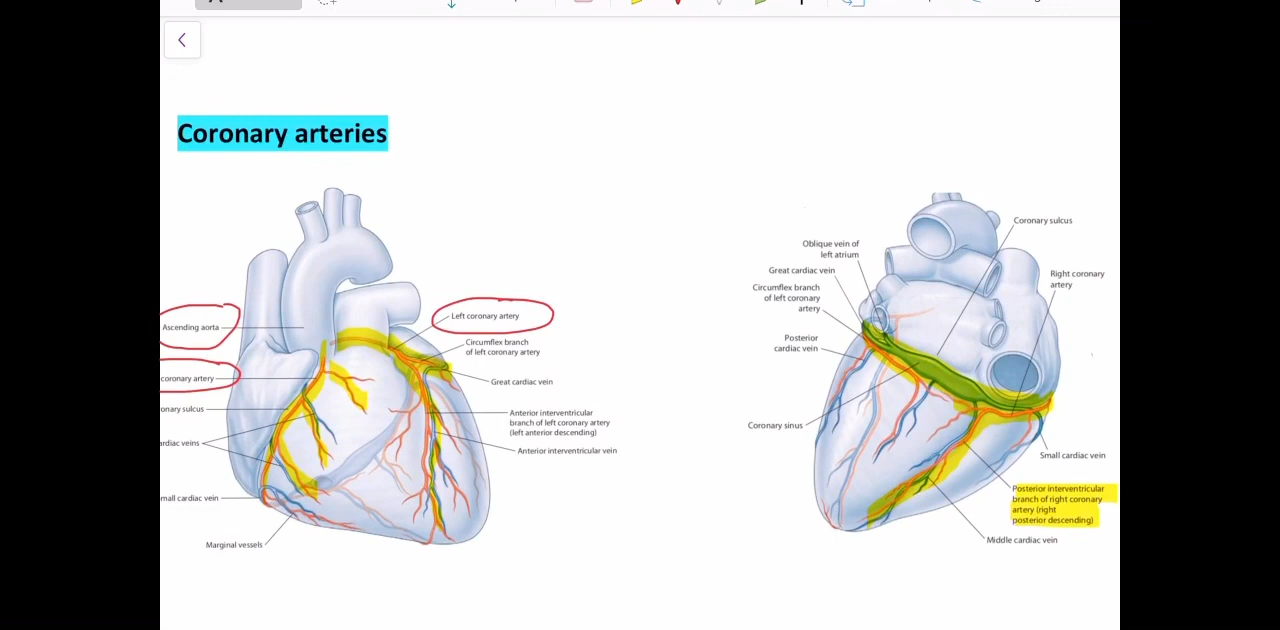 Coronary arteries
Ascending aorta
coronary artery
onary sulcus
ardiac veins
mall cardiac vein
Marginal vessels
Left coronary artery
Circumflex branch
of left coronary artery
Great cardiac vein
Anterior interventricular
branch of left coronary artery
(left anterior descending)
Anterior interventricular vein
Oblique vein of
left atrium
Great cardiac vein
Circumflex branch
of left coronary
artery
Posterior
cardiac vein
Coronary sinus
Coronary sulcus
Right coronary
artery
Small cardiac vein
Posterior interventricular
branch of right coronary
artery (right
posterior descending)
Middle cardiac vein